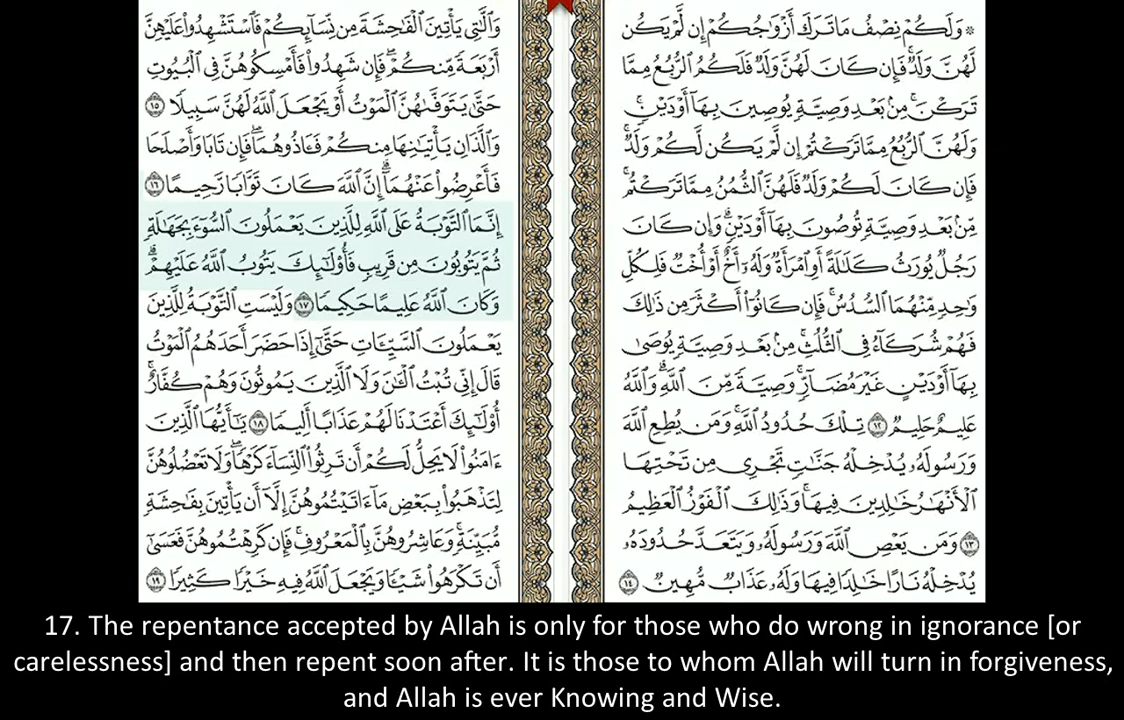 ۞ وَلَكُمْ نِصْفُ مَا تَرَكَ أَزْوَٰجُكُمْ إِن لَّمْ يَكُن
لَّهُنَّ وَلَدٌ ۚ فَإِن كَانَ لَهُنَّ وَلَدٌ فَلَكُمُ ٱلرُّبُعُ مِمَّا
تَرَكْنَ ۚ مِنۢ بَعْدِ وَصِيَّةٍ يُوصِينَ بِهَآ أَوْ دَيْنٍ ۚ
وَلَهُنَّ ٱلرُّبُعُ مِمَّا تَرَكْتُمْ إِن لَّمْ يَكُن لَّكُمْ وَلَدٌ ۚ
فَإِن كَانَ لَكُمْ وَلَدٌ فَلَهُنَّ ٱلثُّمُنُ مِمَّا تَرَكْتُم ۚ
مِّنۢ بَعْدِ وَصِيَّةٍ تُوصُونَ بِهَآ أَوْ دَيْنٍ ۗ وَإِن كَانَ
رَجُلٌ يُورَثُ كَلَٰلَةً أَوِ ٱمْرَأَةٌ وَلَهُۥٓ أَخٌ أَوْ أُخْتٌ فَلِكُلِّ
وَٰحِدٍ مِّنْهُمَا ٱلسُّدُسُ ۚ فَإِن كَانُوٓا۟ أَكْثَرَ مِن ذَٰلِكَ
فَهُمْ شُرَكَآءُ فِى ٱلثُّلُثِ ۚ مِنۢ بَعْدِ وَصِيَّةٍ يُوصَىٰ
بِهَآ أَوْ دَيْنٍ غَيْرَ مُضَآرٍّ ۚ وَصِيَّةً مِّنَ ٱللَّهِ ۗ وَٱللَّهُ
عَلِيمٌ حَلِيمٌ ١٢ تِلْكَ حُدُودُ ٱللَّهِ ۚ وَمَن يُطِعِ ٱللَّهَ
وَرَسُولَهُۥ يُدْخِلْهُ جَنَّٰتٍ تَجْرِى مِن تَحْتِهَا
ٱلْأَنْهَٰرُ خَٰلِدِينَ فِيهَا ۚ وَذَٰلِكَ ٱلْفَوْزُ ٱلْعَظِيمُ
١٣ وَمَن يَعْصِ ٱللَّهَ وَرَسُولَهُۥ وَيَتَعَدَّ حُدُودَهُۥ
يُدْخِلْهُ نَارًا خَٰلِدًا فِيهَا وَلَهُۥ عَذَابٌ مُّهِينٌ ١٤
وَٱلَّٰتِى يَأْتِينَ ٱلْفَٰحِشَةَ مِن نِّسَآئِكُمْ فَٱسْتَشْهِدُوا۟ عَلَيْهِنَّ
أَرْبَعَةً مِّنكُمْ ۖ فَإِن شَهِدُوا۟ فَأَمْسِكُوهُنَّ فِى ٱلْبُيُوتِ
حَتَّىٰ يَتَوَفَّىٰهُنَّ ٱلْمَوْتُ أَوْ يَجْعَلَ ٱللَّهُ لَهُنَّ سَبِيلًا ١٥
وَٱلَّذَانِ يَأْتِيَٰنِهَا مِنكُمْ فَـَٔاذُوهُمَا ۖ فَإِن تَابَا وَأَصْلَحَا
فَأَعْرِضُوا۟ عَنْهُمَآ ۗ إِنَّ ٱللَّهَ كَانَ تَوَّابًا رَّحِيمًا ١٦
إِنَّمَا ٱلتَّوْبَةُ عَلَى ٱللَّهِ لِلَّذِينَ يَعْمَلُونَ ٱلسُّوٓءَ بِجَهَٰلَةٍ
ثُمَّ يَتُوبُونَ مِن قَرِيبٍ فَأُو۟لَٰٓئِكَ يَتُوبُ ٱللَّهُ عَلَيْهِمْ ۗ
وَكَانَ ٱللَّهُ عَلِيمًا حَكِيمًا ١٧ وَلَيْسَتِ ٱلتَّوْبَةُ لِلَّذِينَ
يَعْمَلُونَ ٱلسَّيِّـَٔاتِ حَتَّىٰٓ إِذَا حَضَرَ أَحَدَهُمُ ٱلْمَوْتُ
قَالَ إِنِّى تُبْتُ ٱلْـَٰٔنَ وَلَا ٱلَّذِينَ يَمُوتُونَ وَهُمْ كُفَّارٌ ۚ
أُو۟لَٰٓئِكَ أَعْتَدْنَا لَهُمْ عَذَابًا أَلِيمًا ١٨ يَٰٓأَيُّهَا ٱلَّذِينَ
ءَامَنُوا۟ لَا يَحِلُّ لَكُمْ أَن تَرِثُوا۟ ٱلنِّسَآءَ كَرْهًا ۖ وَلَا تَعْضُلُوهُنَّ
لِتَذْهَبُوا۟ بِبَعْضِ مَآ ءَاتَيْتُمُوهُنَّ إِلَّآ أَن يَأْتِينَ بِفَٰحِشَةٍ
مُّبَيِّنَةٍ ۚ وَعَاشِرُوهُنَّ بِٱلْمَعْرُوفِ ۚ فَإِن كَرِهْتُمُوهُنَّ فَعَسَىٰٓ
أَن تَكْرَهُوا۟ شَيْـًٔا وَيَجْعَلَ ٱللَّهُ فِيهِ خَيْرًا كَثِيرًا ١٩
17. The repentance accepted by Allah is only for those who do wrong in ignorance [or
carelessness] and then repent soon after. It is those to whom Allah will turn in forgiveness,
and Allah is ever Knowing and Wise.